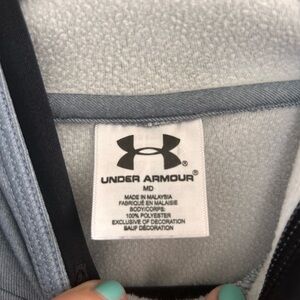 UNDER ARMOUR®
MD
MADE IN MALAYSIA
FABRIQUÉ EN MALAISIE
BODY/CORPS:
100% POLYESTER
EXCLUSIVE OF DECORATION
SAUF DÉCORATION